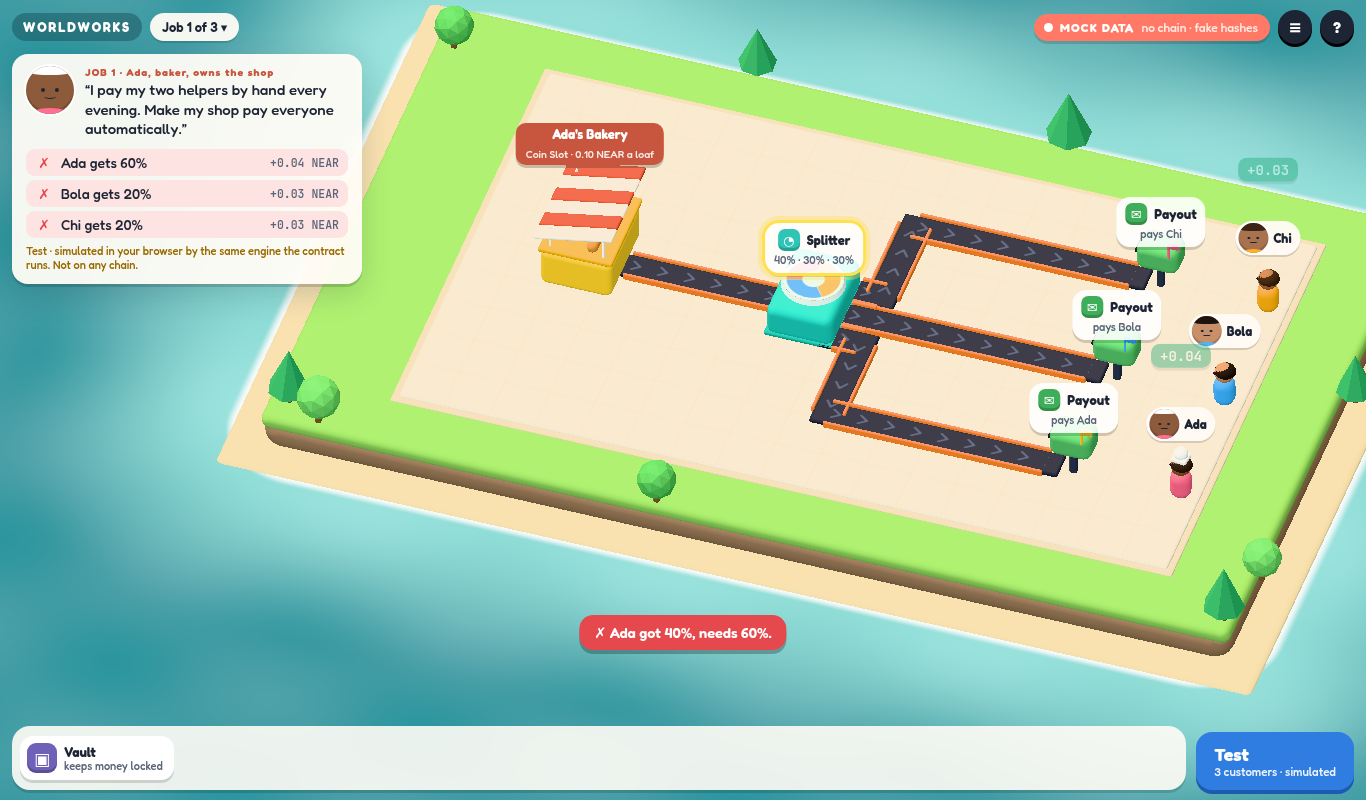 WORLDWORKS
Job 1 of 3 ▾
MOCK DATA no chain · fake hashes
≡
?
JOB 1 · Ada, baker, owns the shop
“I pay my two helpers by hand every
evening. Make my shop pay everyone
automatically.”
✗ Ada gets 60% +0.04 NEAR
✗ Bola gets 20% +0.03 NEAR
✗ Chi gets 20% +0.03 NEAR
Test · simulated in your browser by the same engine the contract
runs. Not on any chain.
Ada's Bakery
Coin Slot · 0.10 NEAR a loaf
Splitter
40% · 30% · 30%
+0.03
Payout
pays Chi
Chi
Payout
pays Bola
Bola
+0.04
Payout
pays Ada
Ada
✗ Ada got 40%, needs 60%.
Vault
keeps money locked
Test
3 customers · simulated